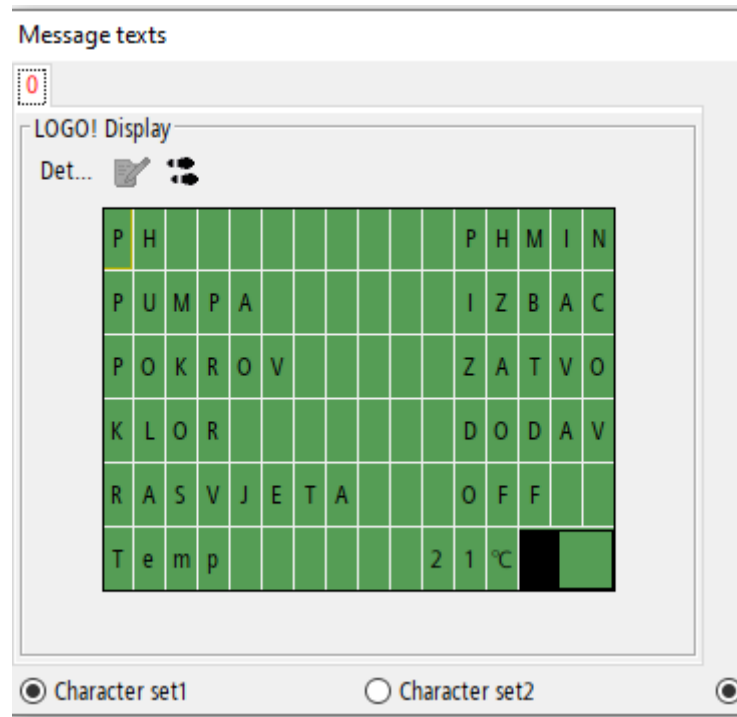 Message texts
0
LOGO! Display
Det...
PH PHMIN
PUMPA IZBAC
POKROV ZATVO
KLOR DODAV
RASVJETA OFF
Temp 21℃
Character set1 Character set2